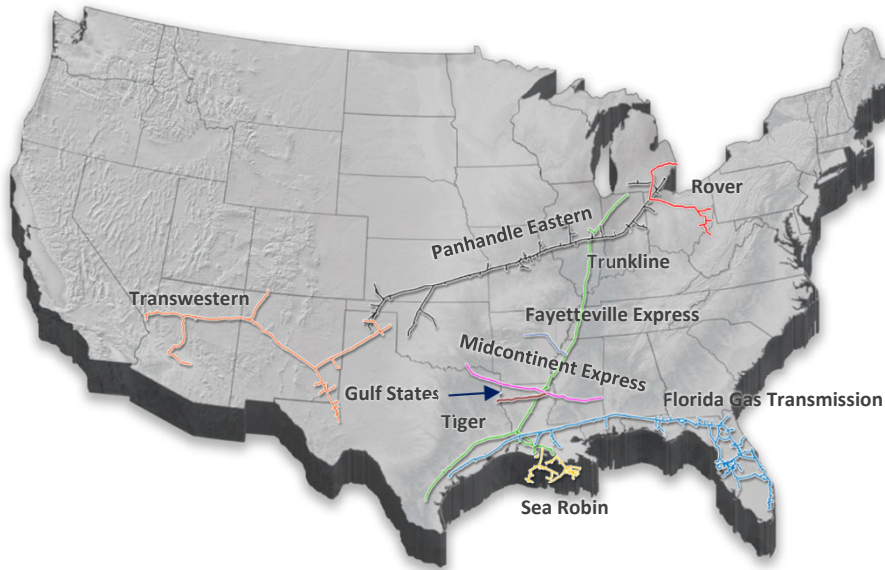 Rover
Panhandle Eastern
Trunkline
Transwestern
Fayetteville Express
Midcontinent Express
Gulf States
Florida Gas Transmission
Tiger
Sea Robin